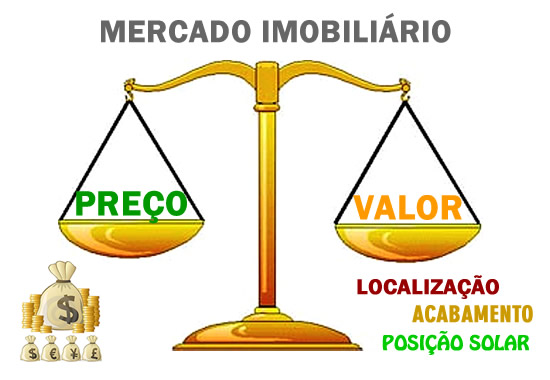 MERCADO IMOBILIÁRIO
PREÇO
VALOR
LOCALIZAÇÃO
ACABAMENTO
POSIÇÃO SOLAR
$
$ € ¥ £